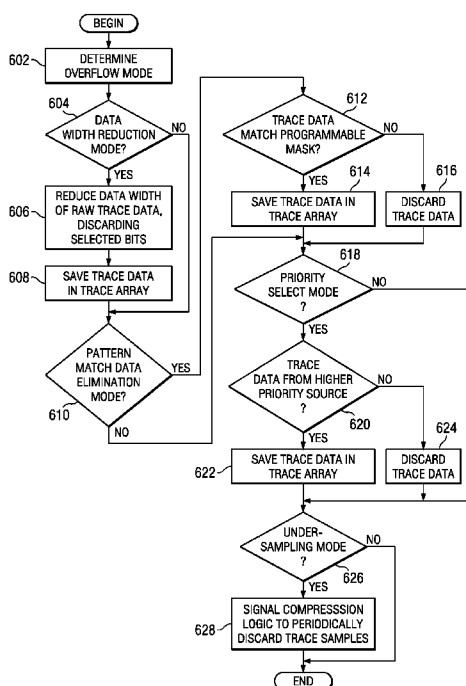 BEGIN
602
DETERMINE
OVERFLOW MODE
604
DATA
WIDTH REDUCTION
MODE?
NO
YES
606
REDUCE DATA WIDTH
OF RAW TRACE DATA,
DISCARDING
SELECTED BITS
608
SAVE TRACE DATA
IN TRACE ARRAY
PATTERN
MATCH DATA
ELIMINATION
MODE?
YES
610
NO
612
TRACE DATA
MATCH PROGRAMMABLE
MASK?
NO
YES
614
616
SAVE TRACE DATA IN
TRACE ARRAY
DISCARD
TRACE DATA
618
PRIORITY
SELECT MODE
?
NO
YES
TRACE
DATA FROM HIGHER
PRIORITY SOURCE
?
NO
620
YES
624
622
SAVE TRACE DATA IN
TRACE ARRAY
DISCARD
TRACE DATA
UNDER-
SAMPLING MODE
?
NO
626
YES
628
SIGNAL COMPRESSSION
LOGIC TO PERIODICALLY
DISCARD TRACE SAMPLES
END